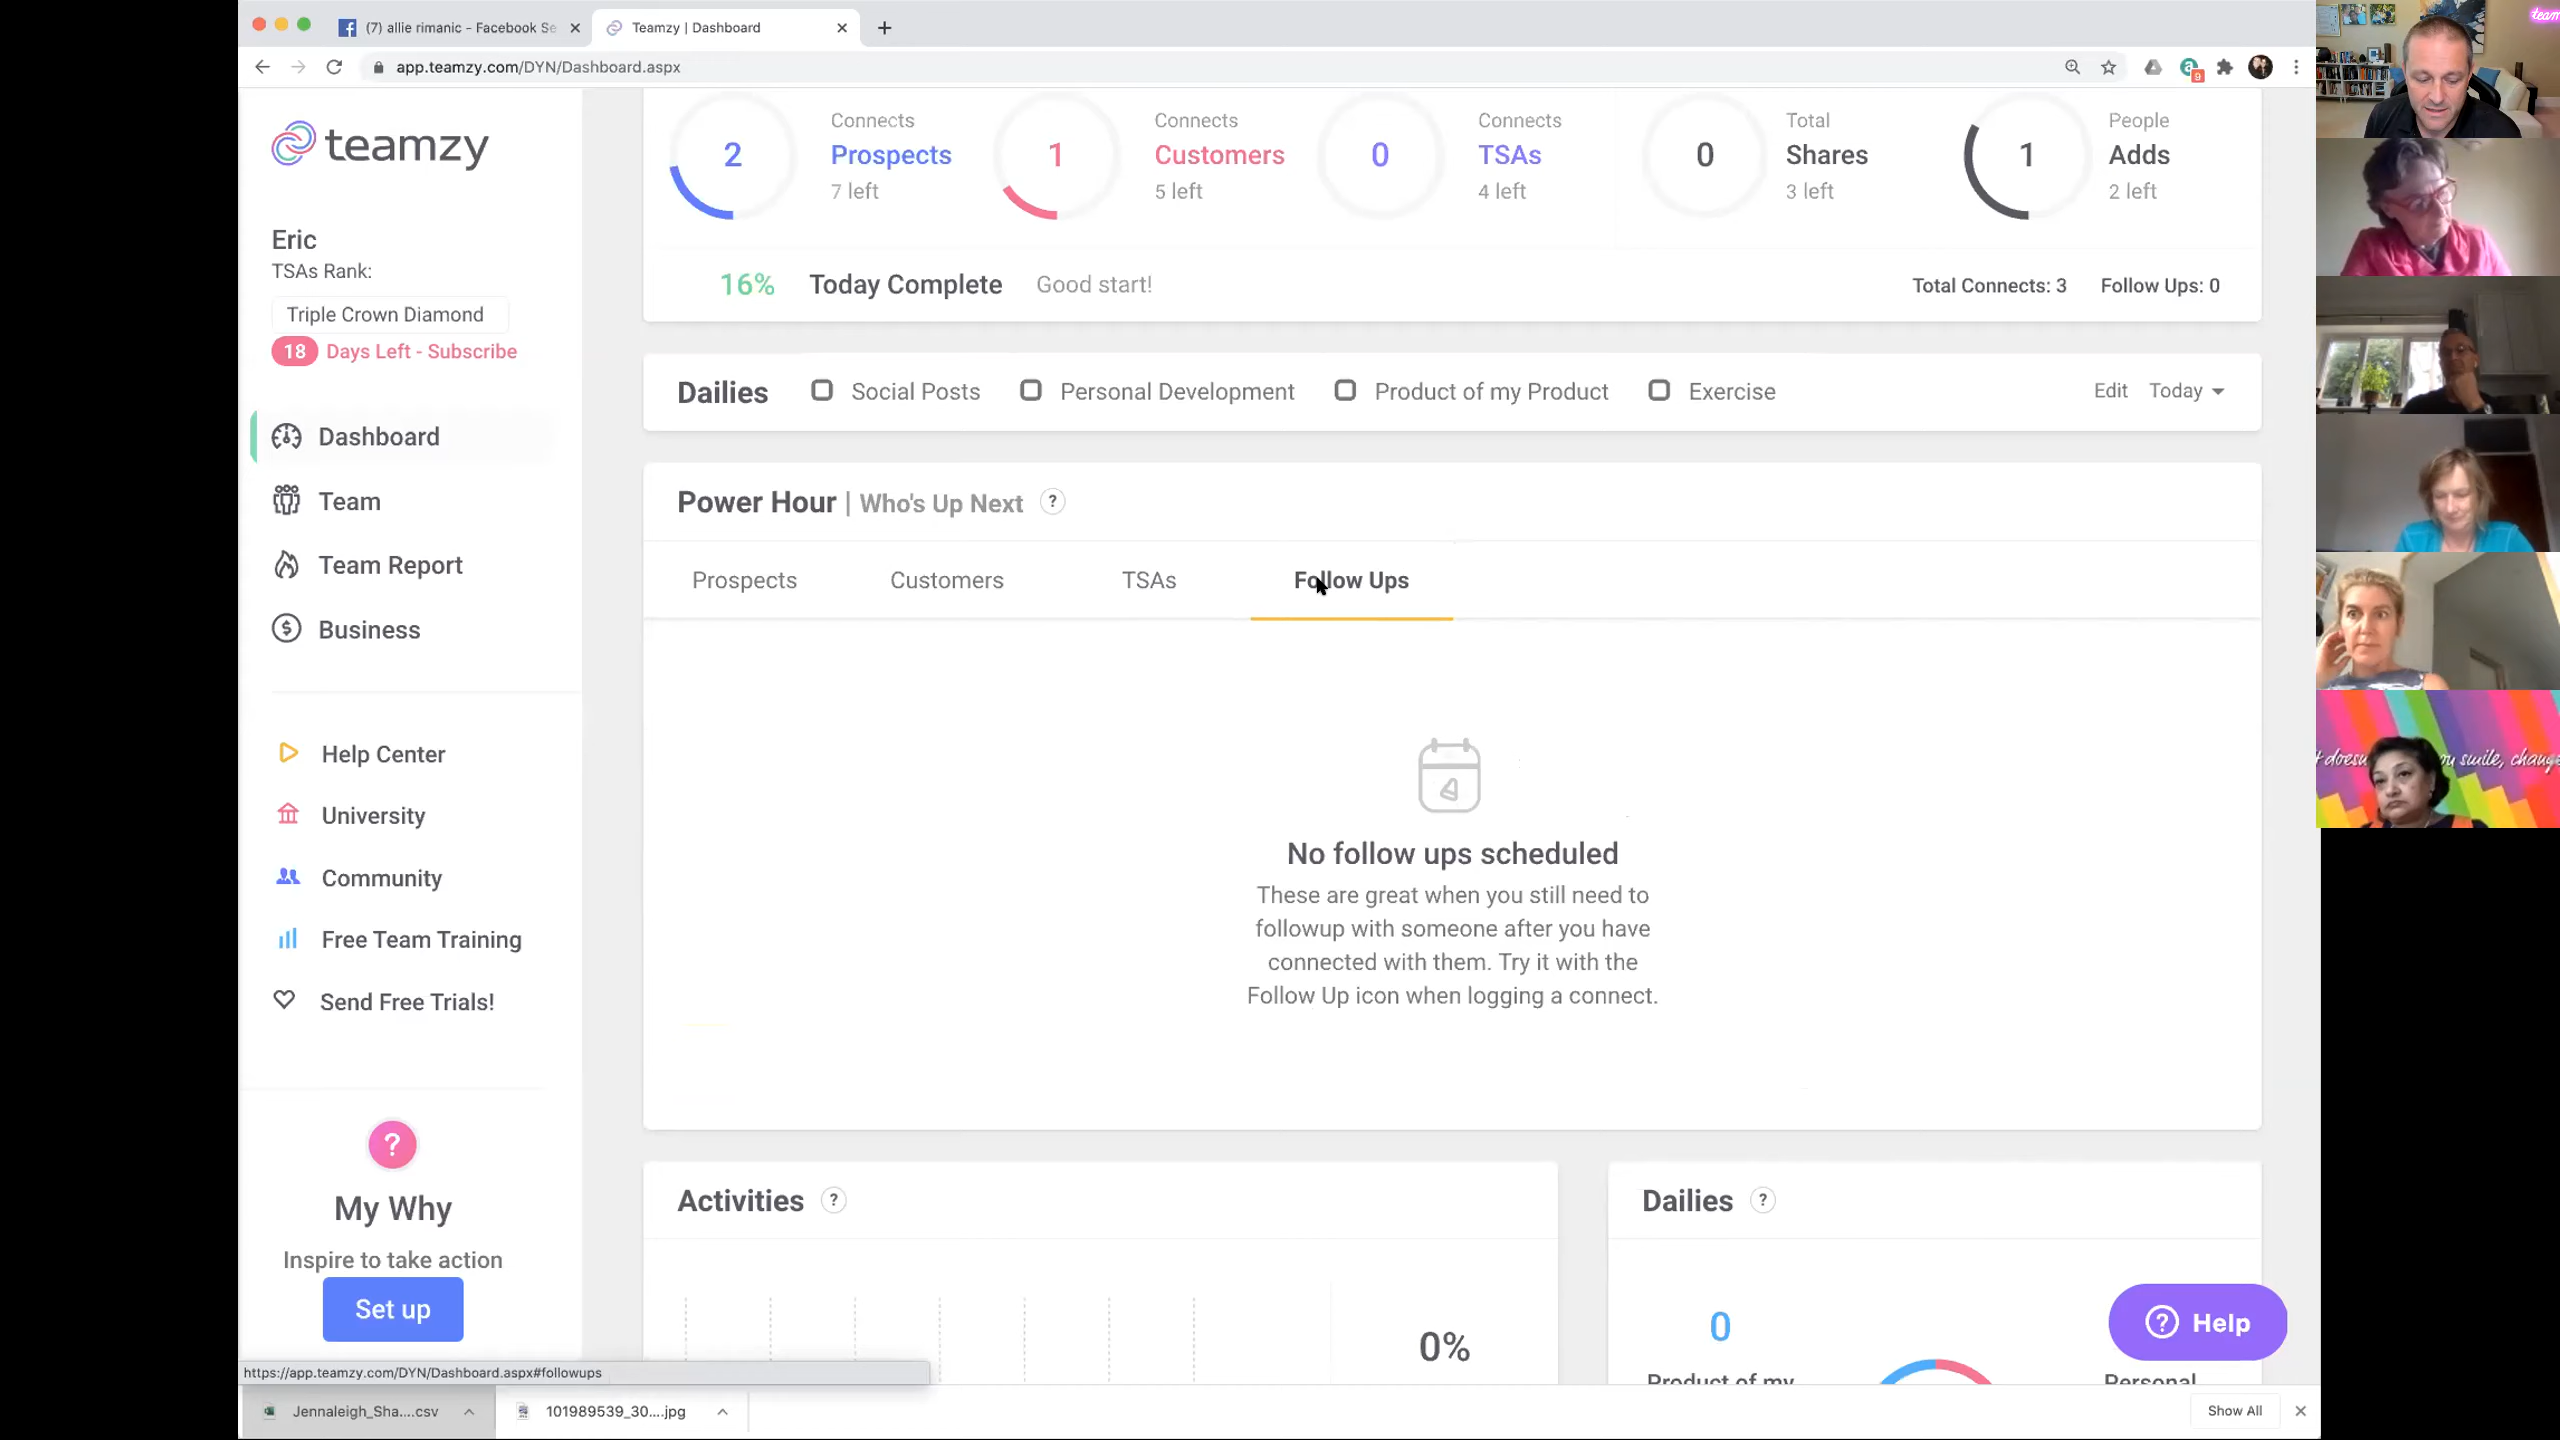 (7) allie rimanic - Facebook Se
Teamzy | Dashboard
app.teamzy.com/DYN/Dashboard.aspx
9
team
teamzy
Eric
TSAs Rank:
Triple Crown Diamond
18 Days Left - Subscribe
Dashboard
Team
Team Report
Business
Help Center
University
Community
Free Team Training
Send Free Trials!
?
My Why
Inspire to take action
Set up
2
Connects
Prospects
7 left
1
Connects
Customers
5 left
0
Connects
TSAs
4 left
0
Total
Shares
3 left
1
People
Adds
2 left
16% Today Complete Good start!
Total Connects: 3 Follow Ups: 0
Dailies Social Posts Personal Development Product of my Product Exercise Edit Today
Power Hour | Who's Up Next ?
Prospects Customers TSAs Follow Ups
No follow ups scheduled
These are great when you still need to
followup with someone after you have
connected with them. Try it with the
Follow Up icon when logging a connect.
Activities ?
0%
Dailies ?
0
Product of my
Personal
? Help
https://app.teamzy.com/DYN/Dashboard.aspx#followups
Jennaleigh_Sha....csv
101989539_30....jpg
Show All
smile, change